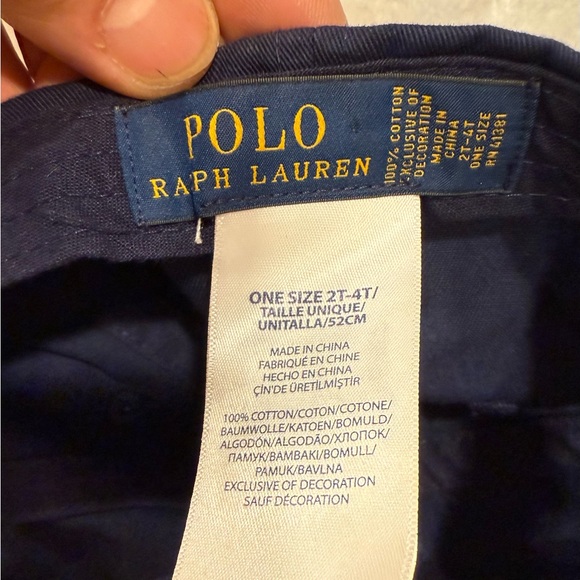 POLO
RALPH LAUREN
100% COTTON
EXCLUSIVE OF
DECORATION
MADE IN
CHINA
2T-4T
ONE SIZE
RN 41381
ONE SIZE 2T-4T/
TAILLE UNIQUE/
UNITALLA/52CM
MADE IN CHINA
FABRIQUÉ EN CHINE
HECHO EN CHINA
ÇİN'DE ÜRETİLMİŞTİR
100% COTTON/COTON/COTONE/
BAUMWOLLE/KATOEN/BOMULD/
ALGODÓN/ALGODÃO/ХЛОПОК/
ПАМУК/BAMBAKI/BOMULL/
PAMUK/BAVLNA
EXCLUSIVE OF DECORATION
SAUF DÉCORATION